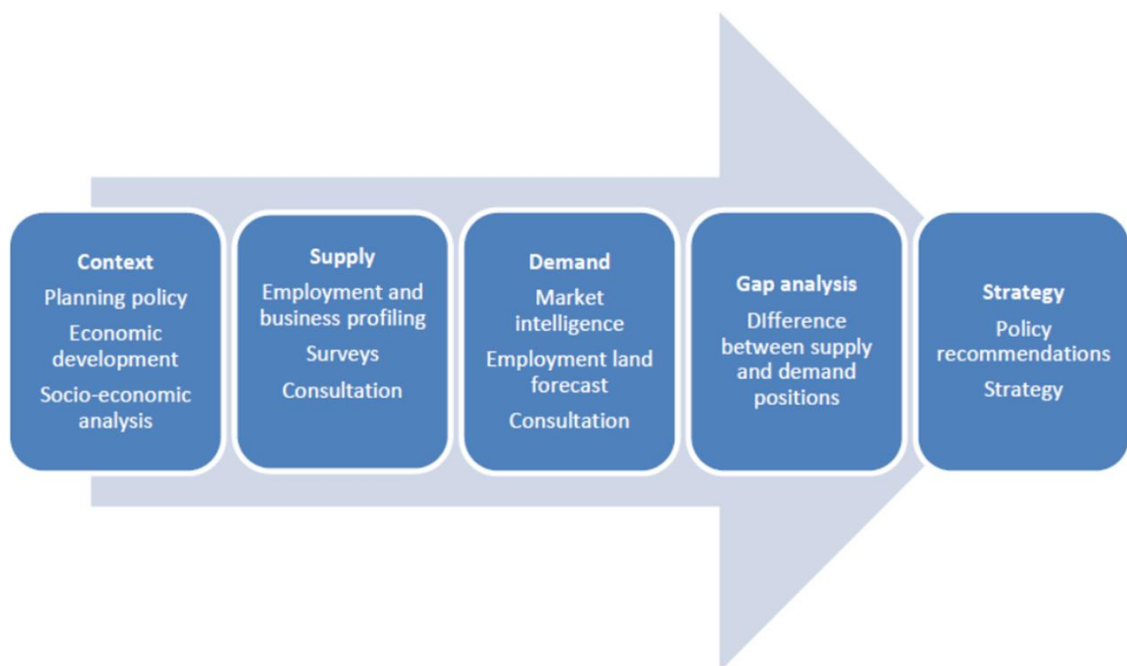 Context
Planning policy
Economic
development
Socio-economic
analysis
Supply
Employment and
business profiling
Surveys
Consultation
Demand
Market
intelligence
Employment land
forecast
Consultation
Gap analysis
DIfference
between supply
and demand
positions
Strategy
Policy
recommendations
Strategy